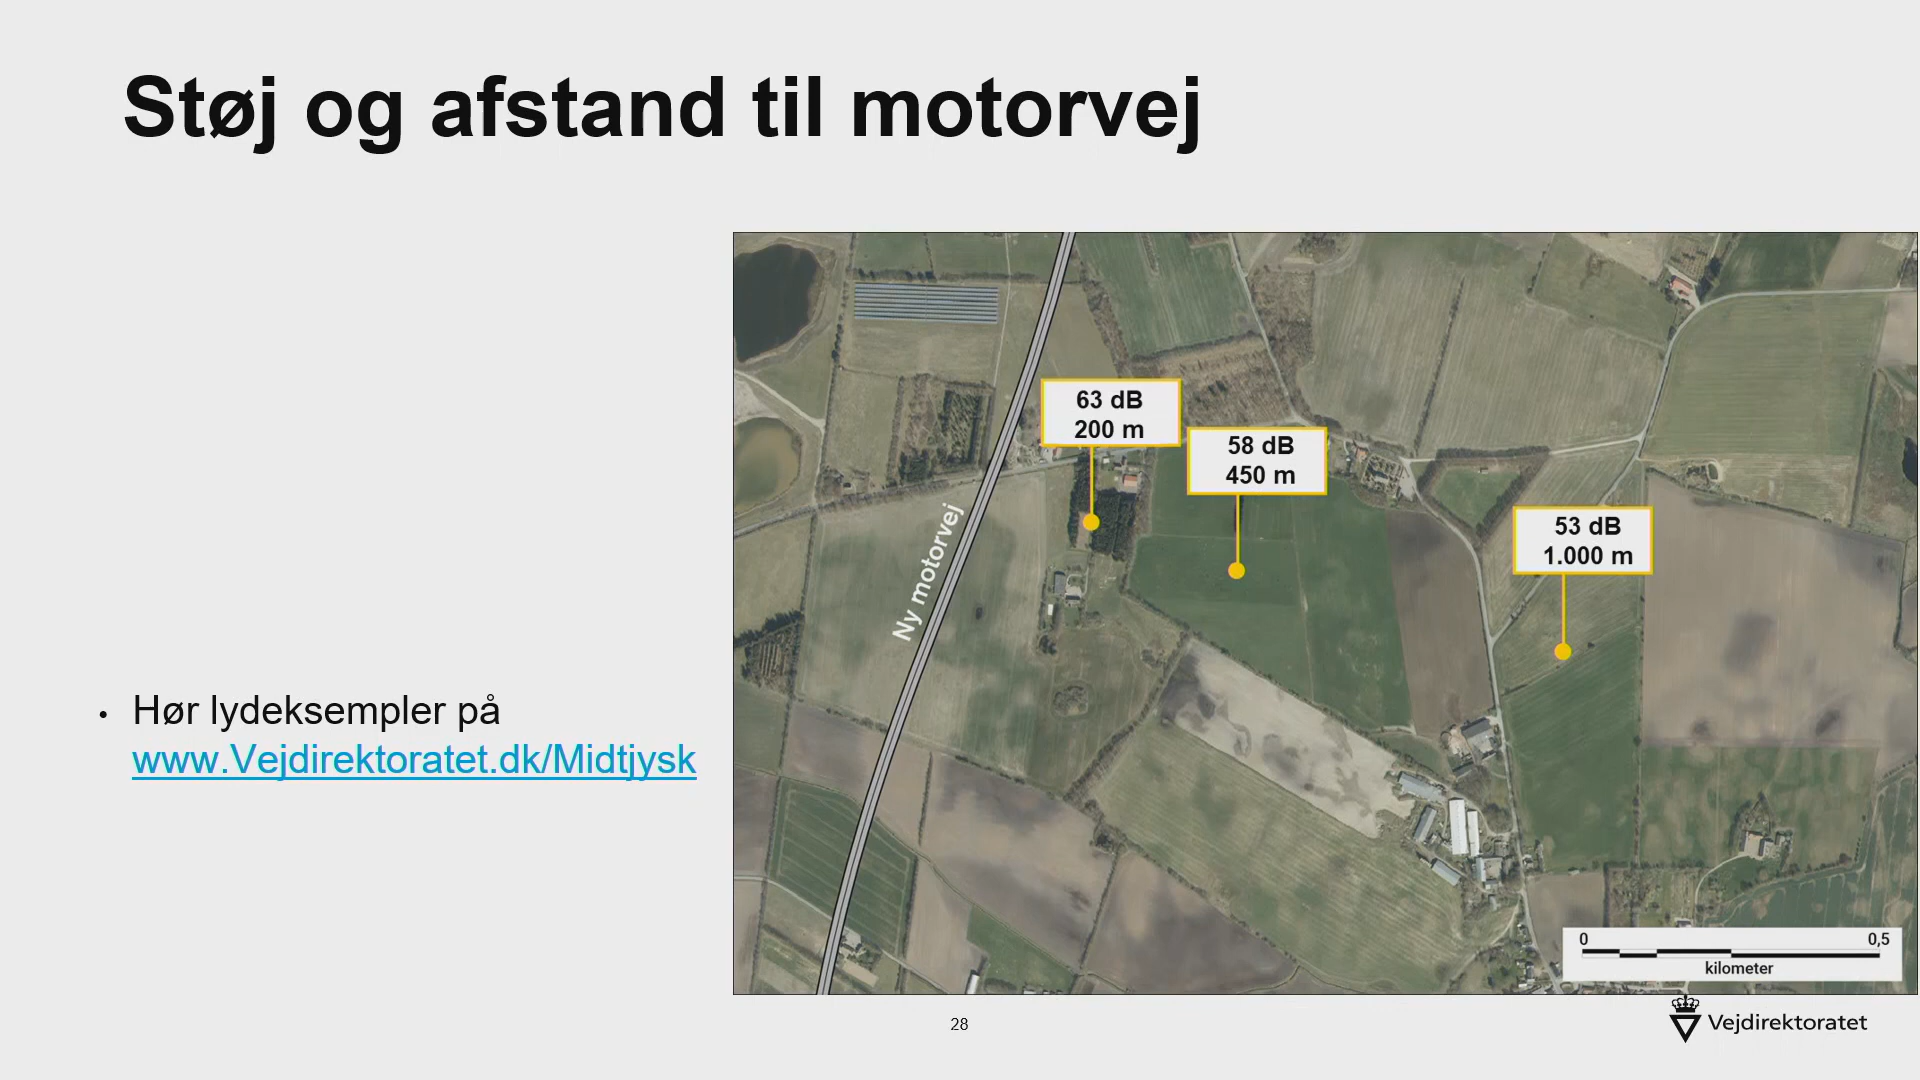 Støj og afstand til motorvej
63 dB
200 m
58 dB
450 m
53 dB
1.000 m
Ny motorvej
• Hør lydeksempler på
www.Vejdirektoratet.dk/Midtjysk
0 0,5
kilometer
28
Vejdirektoratet